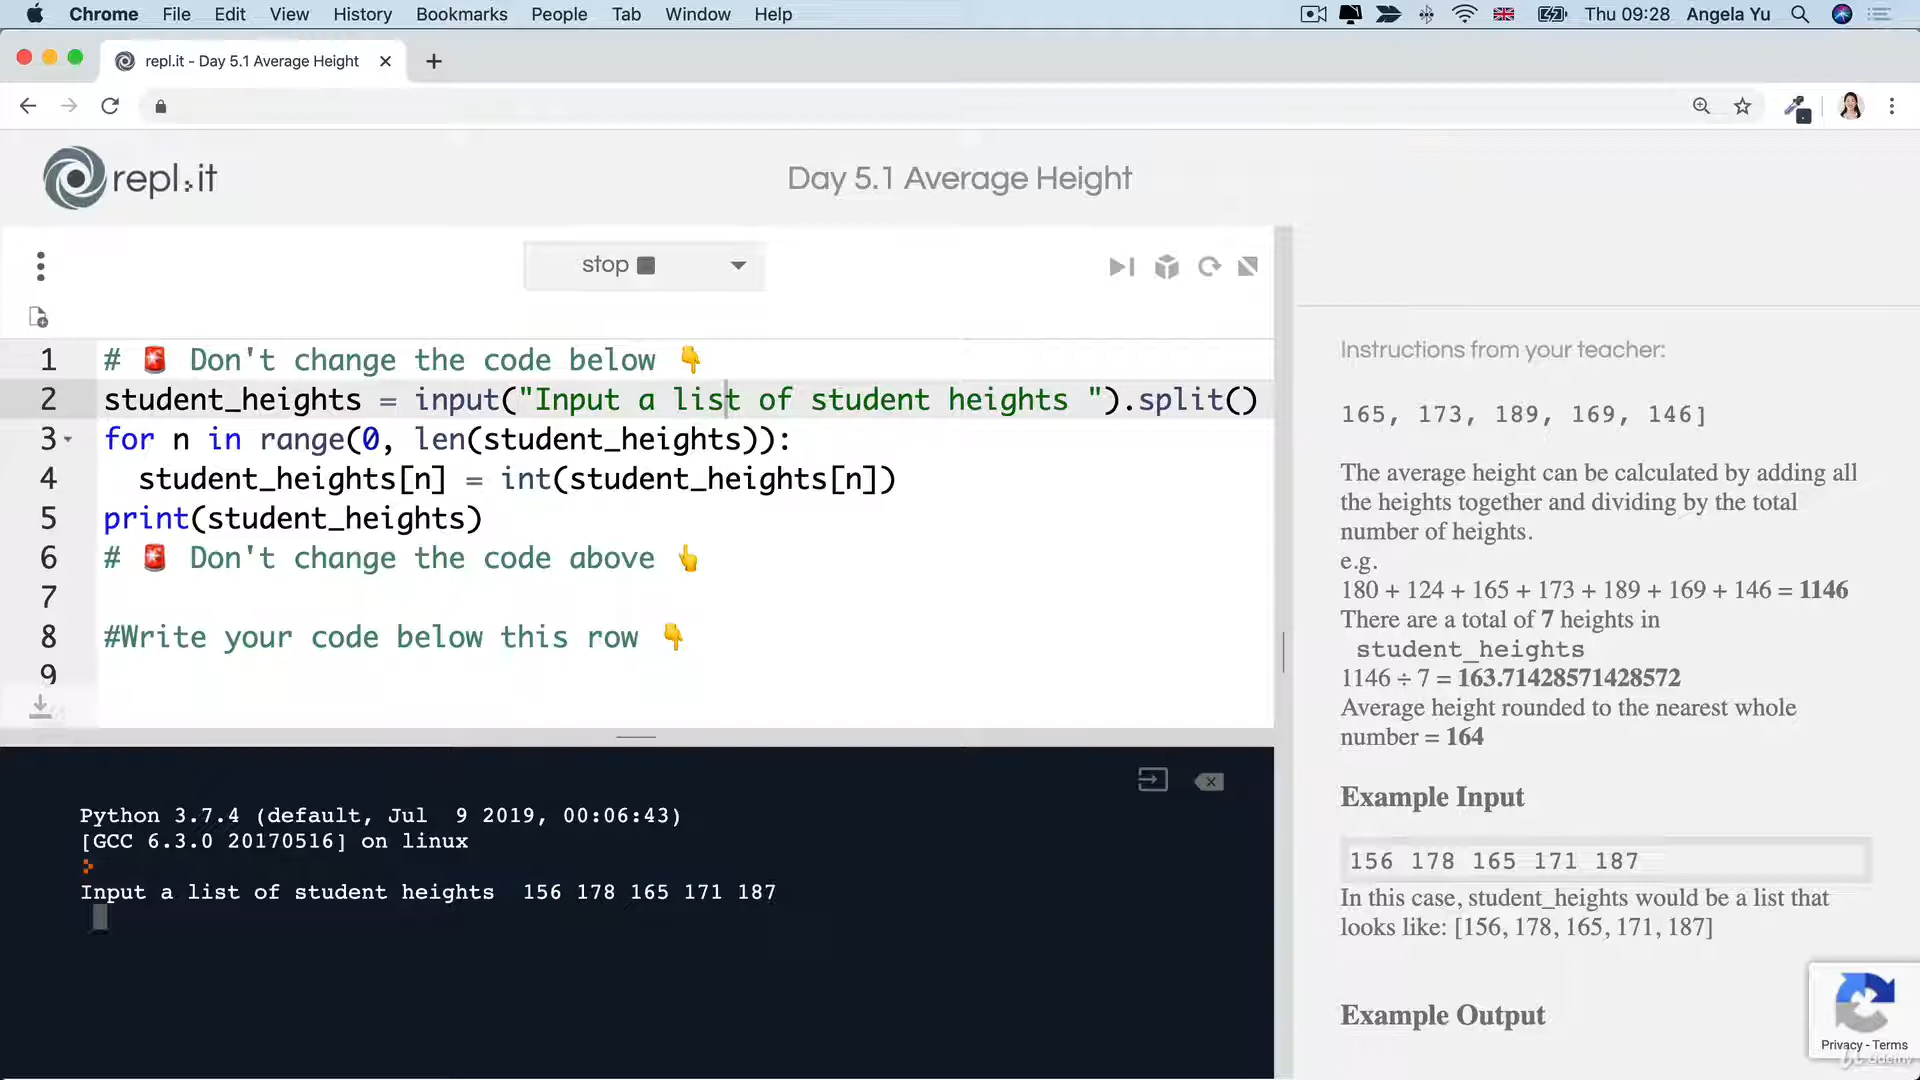 Chrome File Edit View History Bookmarks People Tab Window Help Thu 09:28 Angela Yu
repl.it - Day 5.1 Average Height
repl.it
Day 5.1 Average Height
stop
1 # 🚨 Don't change the code below 👇
2 student_heights = input("Input a list of student heights ").split()
3 for n in range(0, len(student_heights)):
4 student_heights[n] = int(student_heights[n])
5 print(student_heights)
6 # 🚨 Don't change the code above 👆
7
8 #Write your code below this row 👇
9
Python 3.7.4 (default, Jul  9 2019, 00:06:43)
[GCC 6.3.0 20170516] on linux
Input a list of student heights  156 178 165 171 187
Instructions from your teacher:
165, 173, 189, 169, 146]
The average height can be calculated by adding all
the heights together and dividing by the total
number of heights.
e.g.
180 + 124 + 165 + 173 + 189 + 169 + 146 = 1146
There are a total of 7 heights in
student_heights
1146 ÷ 7 = 163.71428571428572
Average height rounded to the nearest whole
number = 164
Example Input
156 178 165 171 187
In this case, student_heights would be a list that
looks like: [156, 178, 165, 171, 187]
Example Output
Privacy - Terms
Udemy